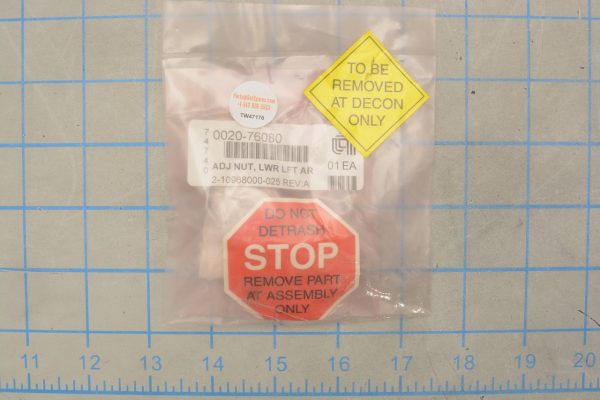 TO BE
REMOVED
AT DECON
ONLY
TW47176
74740
0020-76080
01 EA
ADJ NUT, LWR LFT AR
2-10968000-025 REV:A
DO NOT
DETRASH
STOP
REMOVE PART
AT ASSEMBLY
ONLY
11 12 13 14 15 16 17 18 19 20